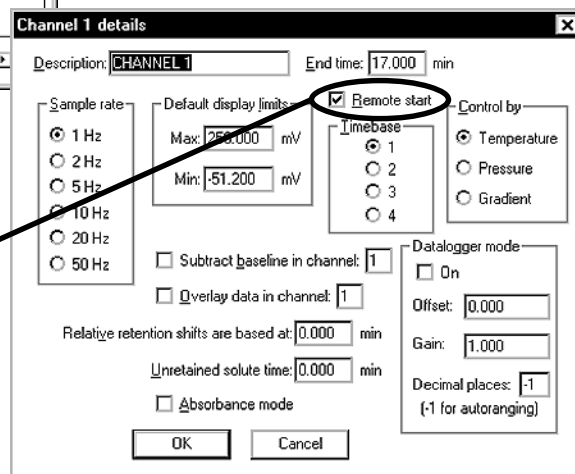 Channel 1 details
Description: CHANNEL 1 End time: 17.000 min
Sample rate
1 Hz
2 Hz
5 Hz
10 Hz
20 Hz
50 Hz
Default display limits
Max: 250.000 mV
Min: -51.200 mV
Remote start
Timebase
1
2
3
4
Control by
Temperature
Pressure
Gradient
Subtract baseline in channel: 1
Overlay data in channel: 1
Relative retention shifts are based at: 0.000 min
Unretained solute time: 0.000 min
Absorbance mode
Datalogger mode
On
Offset: 0.000
Gain: 1.000
Decimal places: -1
(-1 for autoranging)
OK Cancel